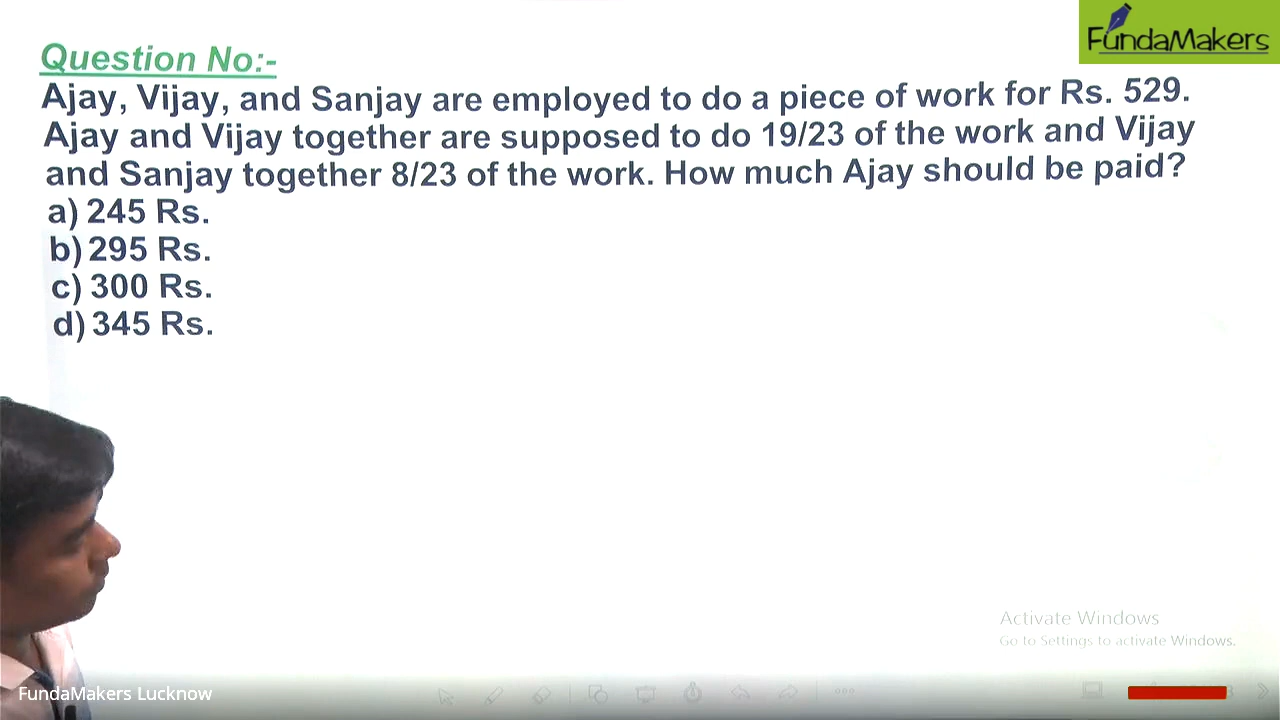 FundaMakers
Question No:-
Ajay, Vijay, and Sanjay are employed to do a piece of work for Rs. 529.
Ajay and Vijay together are supposed to do 19/23 of the work and Vijay
and Sanjay together 8/23 of the work. How much Ajay should be paid?
a) 245 Rs.
b) 295 Rs.
c) 300 Rs.
d) 345 Rs.
Activate Windows
Go to Settings to activate Windows.
FundaMakers Lucknow